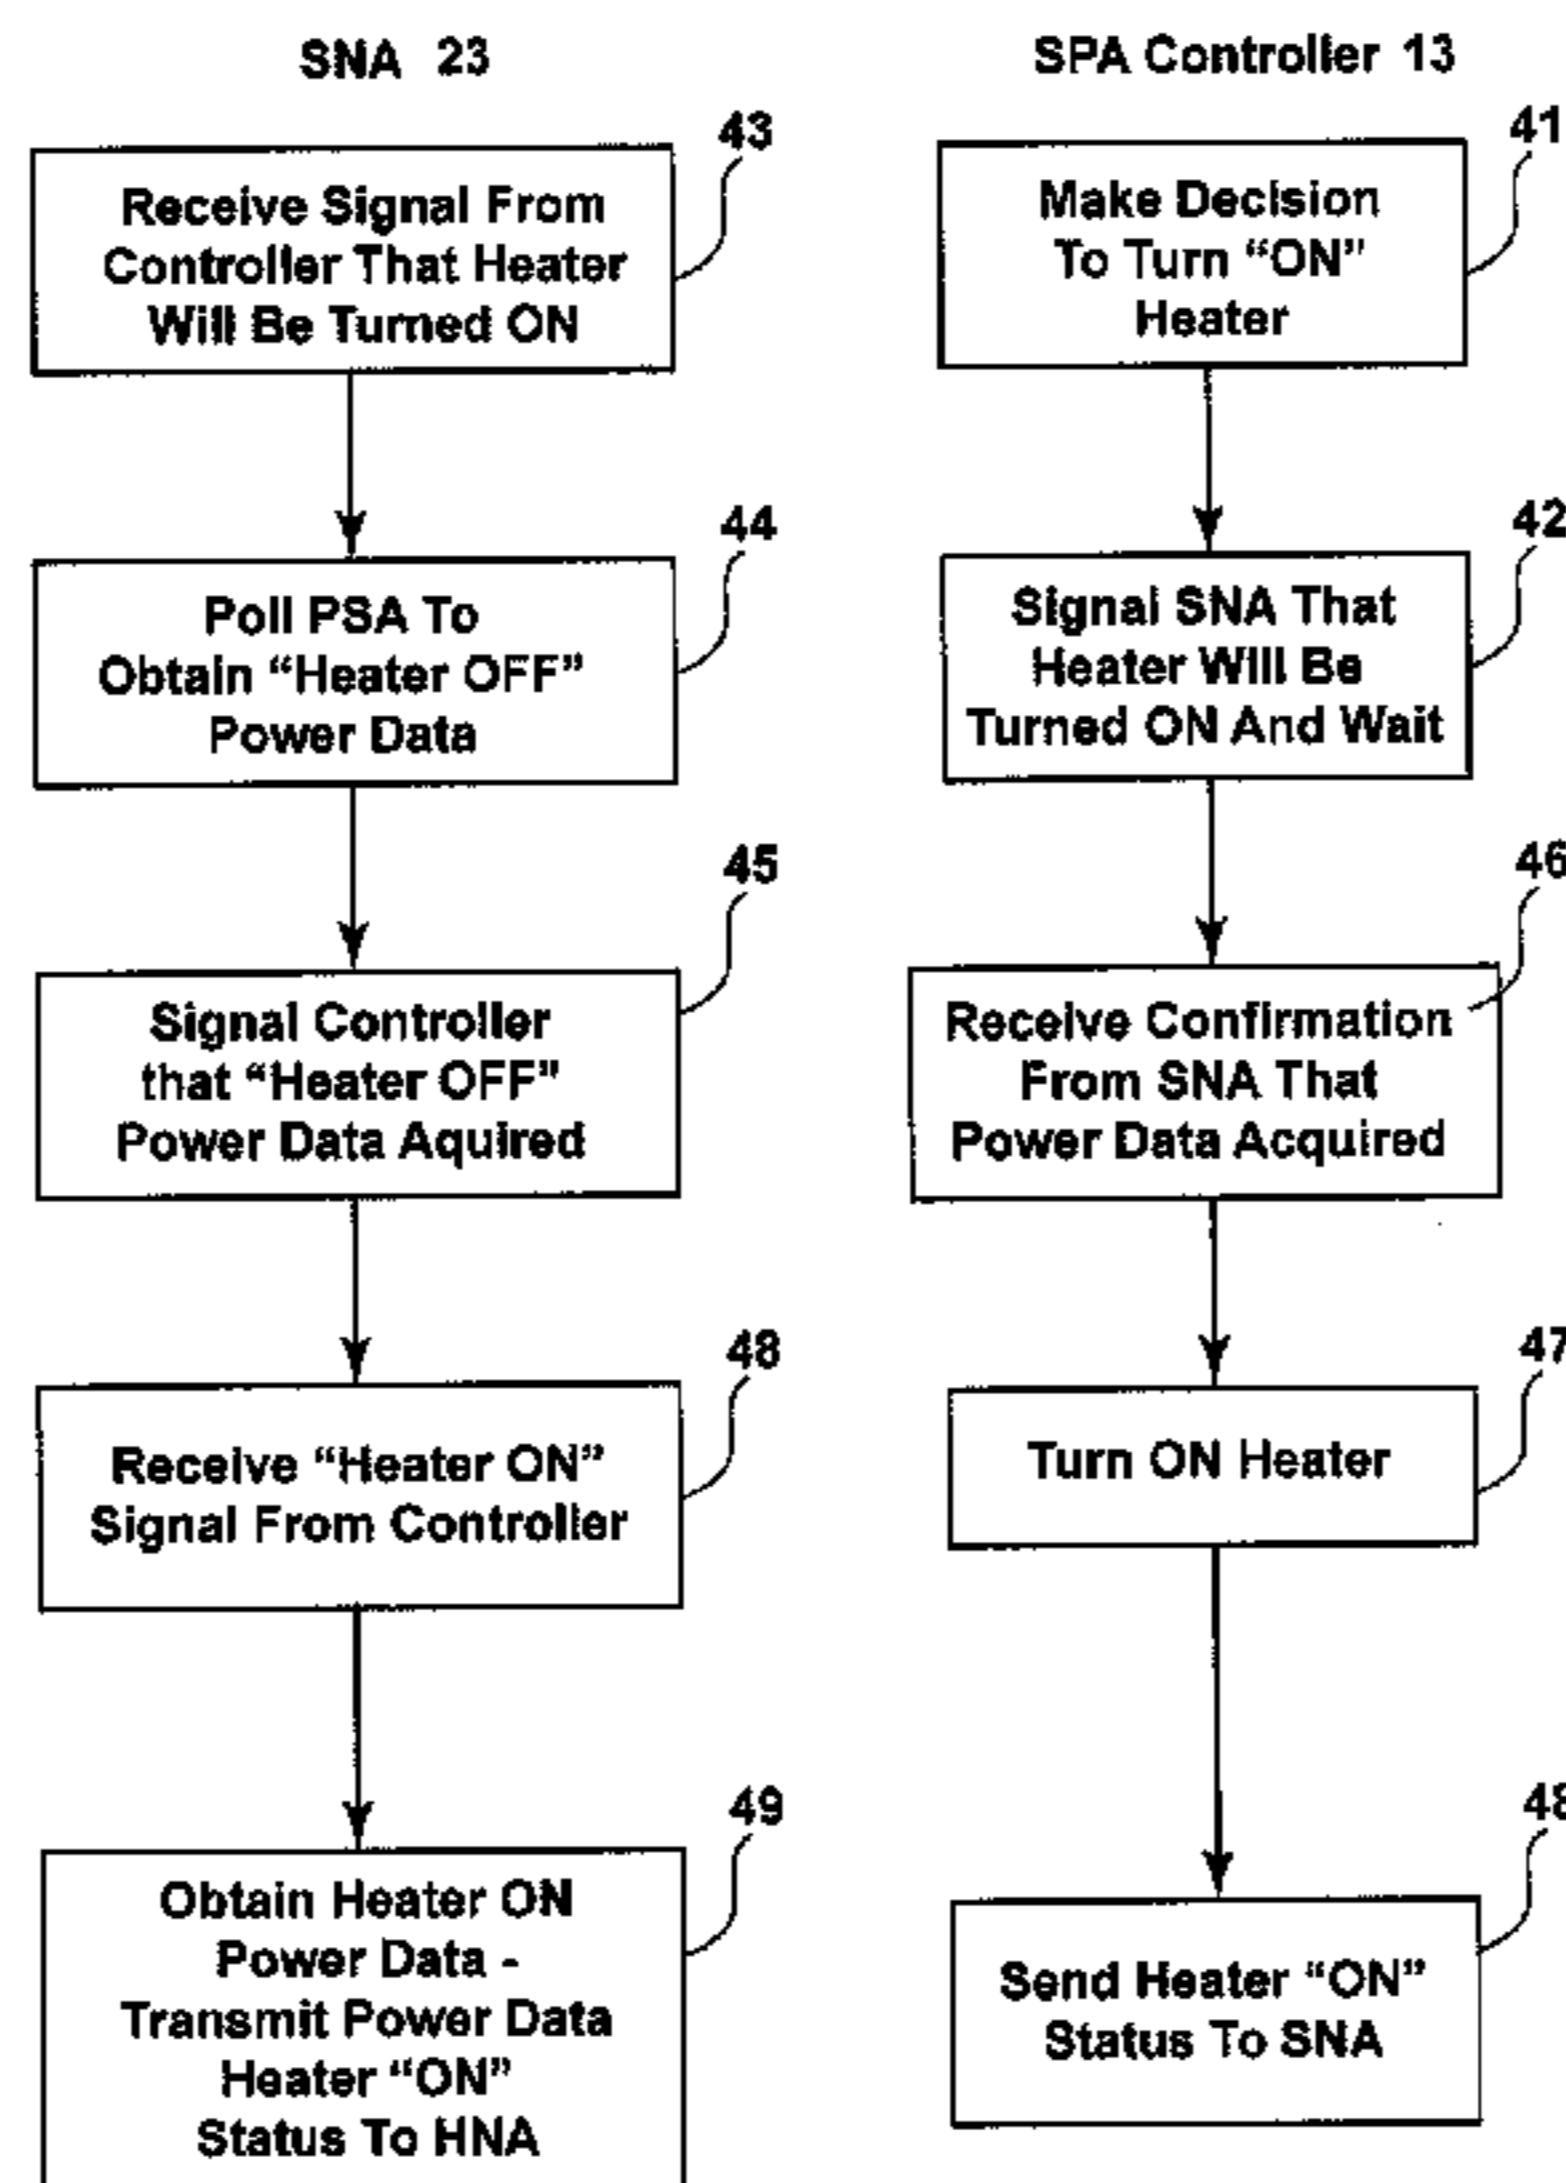 SNA 23
43
Receive Signal From
Controller That Heater
Will Be Turned ON
44
Poll PSA To
Obtain “Heater OFF”
Power Data
45
Signal Controller
that “Heater OFF”
Power Data Aquired
48
Receive “Heater ON”
Signal From Controller
49
Obtain Heater ON
Power Data -
Transmit Power Data
Heater “ON”
Status To HNA
SPA Controller 13
41
Make Decision
To Turn “ON”
Heater
42
Signal SNA That
Heater Will Be
Turned ON And Wait
46
Receive Confirmation
From SNA That
Power Data Acquired
47
Turn ON Heater
48
Send Heater “ON”
Status To SNA